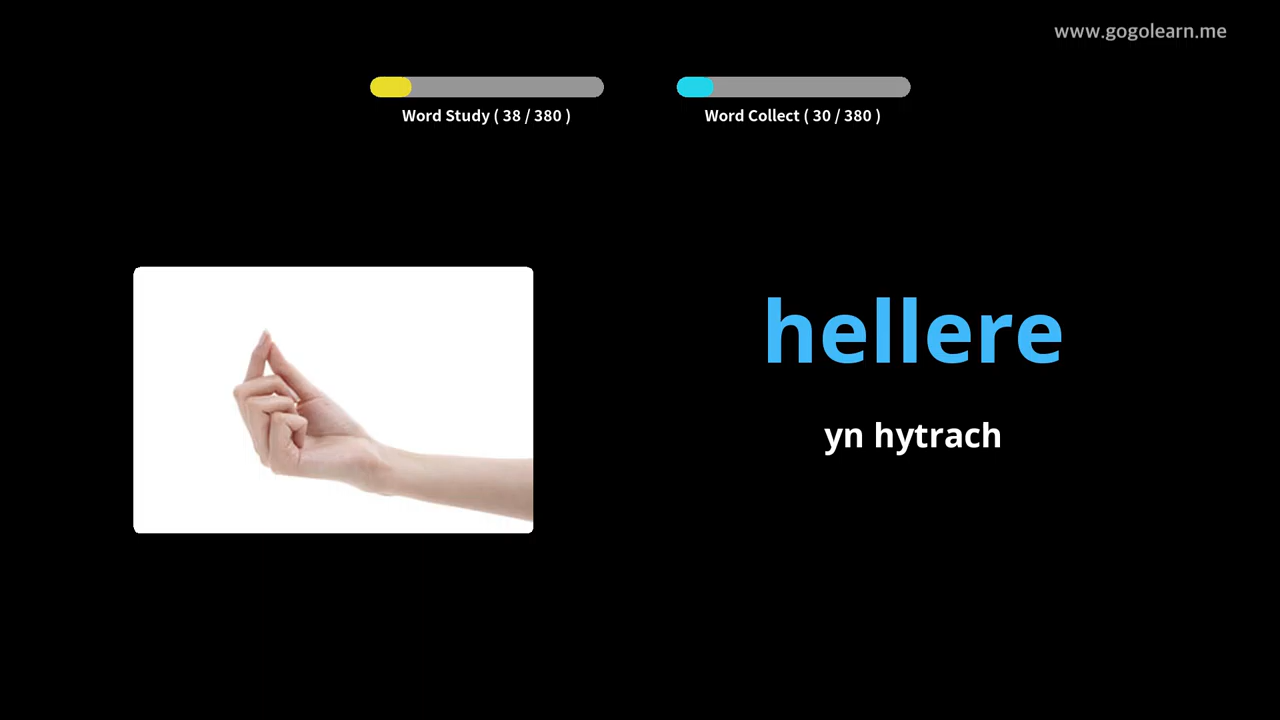 www.gogolearn.me
Word Study ( 38 / 380 )
Word Collect ( 30 / 380 )
hellere
yn hytrach